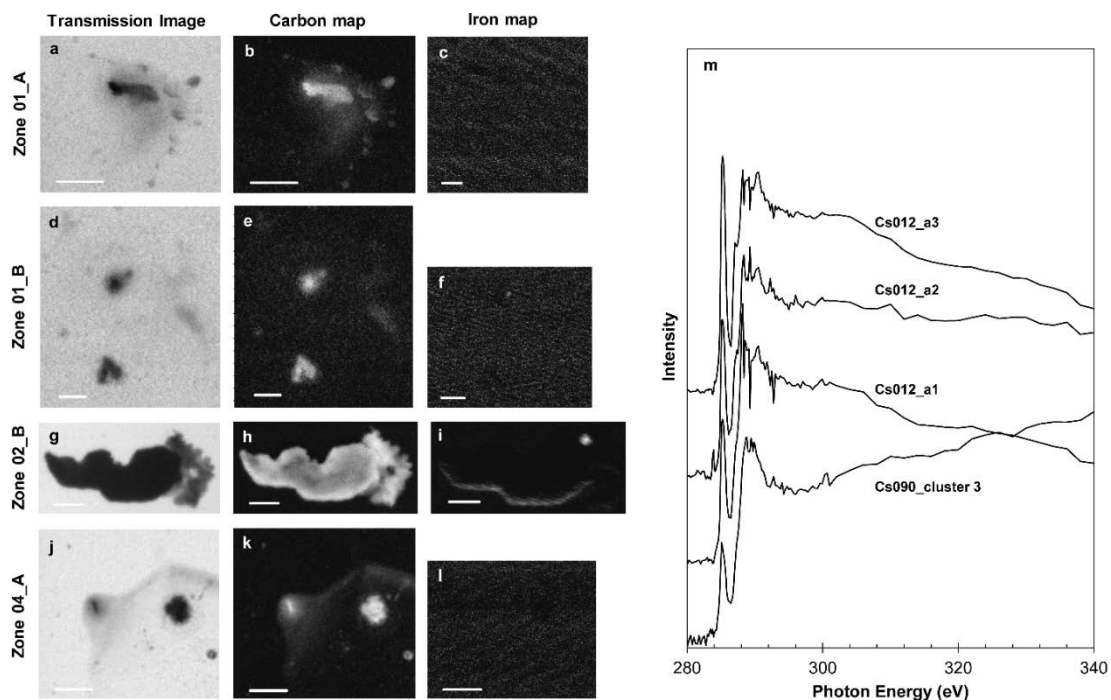 Transmission Image Carbon map Iron map
Zone 01_A
a b c
Zone 01_B
d e f
Zone 02_B
g h i
Zone 04_A
j k l
m
Cs012_a3
Cs012_a2
Cs012_a1
Cs090_cluster 3
Intensity
280 300 320 340
Photon Energy (eV)